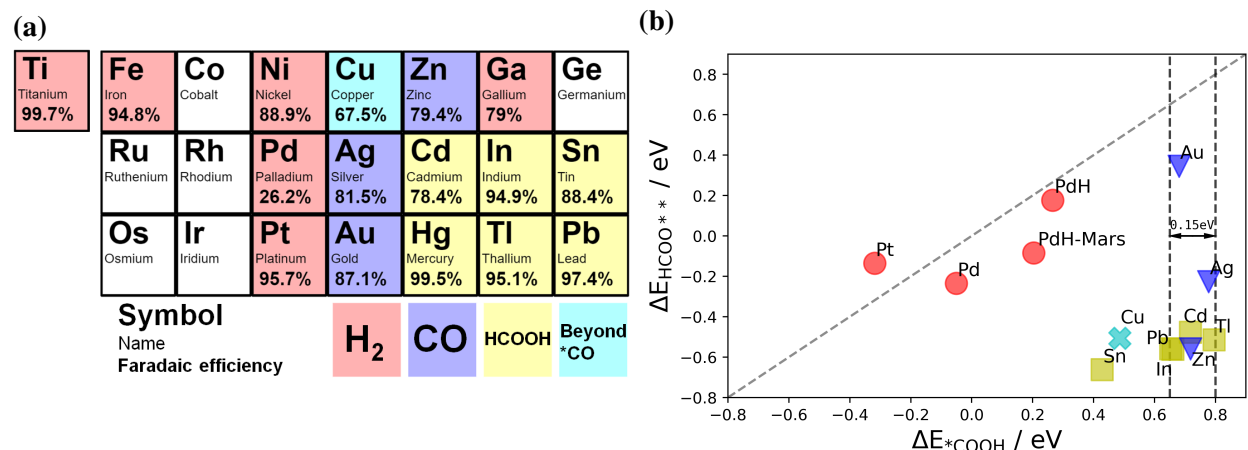 (a)
Ti
Titanium
99.7%
Fe
Iron
94.8%
Co
Cobalt
Ni
Nickel
88.9%
Cu
Copper
67.5%
Zn
Zinc
79.4%
Ga
Gallium
79%
Ge
Germanium
Ru
Ruthenium
Rh
Rhodium
Pd
Palladium
26.2%
Ag
Silver
81.5%
Cd
Cadmium
78.4%
In
Indium
94.9%
Sn
Tin
88.4%
Os
Osmium
Ir
Iridium
Pt
Platinum
95.7%
Au
Gold
87.1%
Hg
Mercury
99.5%
Tl
Thallium
95.1%
Pb
Lead
97.4%
Symbol
Name
Faradaic efficiency
H₂
CO
HCOOH
Beyond
*CO
(b)
ΔE_HCOO** / eV
0.8
0.6
0.4
0.2
0.0
−0.2
−0.4
−0.6
−0.8
Au
PdH
0.15eV
PdH-Mars
Pt
Pd
Ag
Cu
Cd
Tl
Pb
Sn
In
Zn
−0.8
−0.6
−0.4
−0.2
0.0
0.2
0.4
0.6
0.8
ΔE*COOH / eV